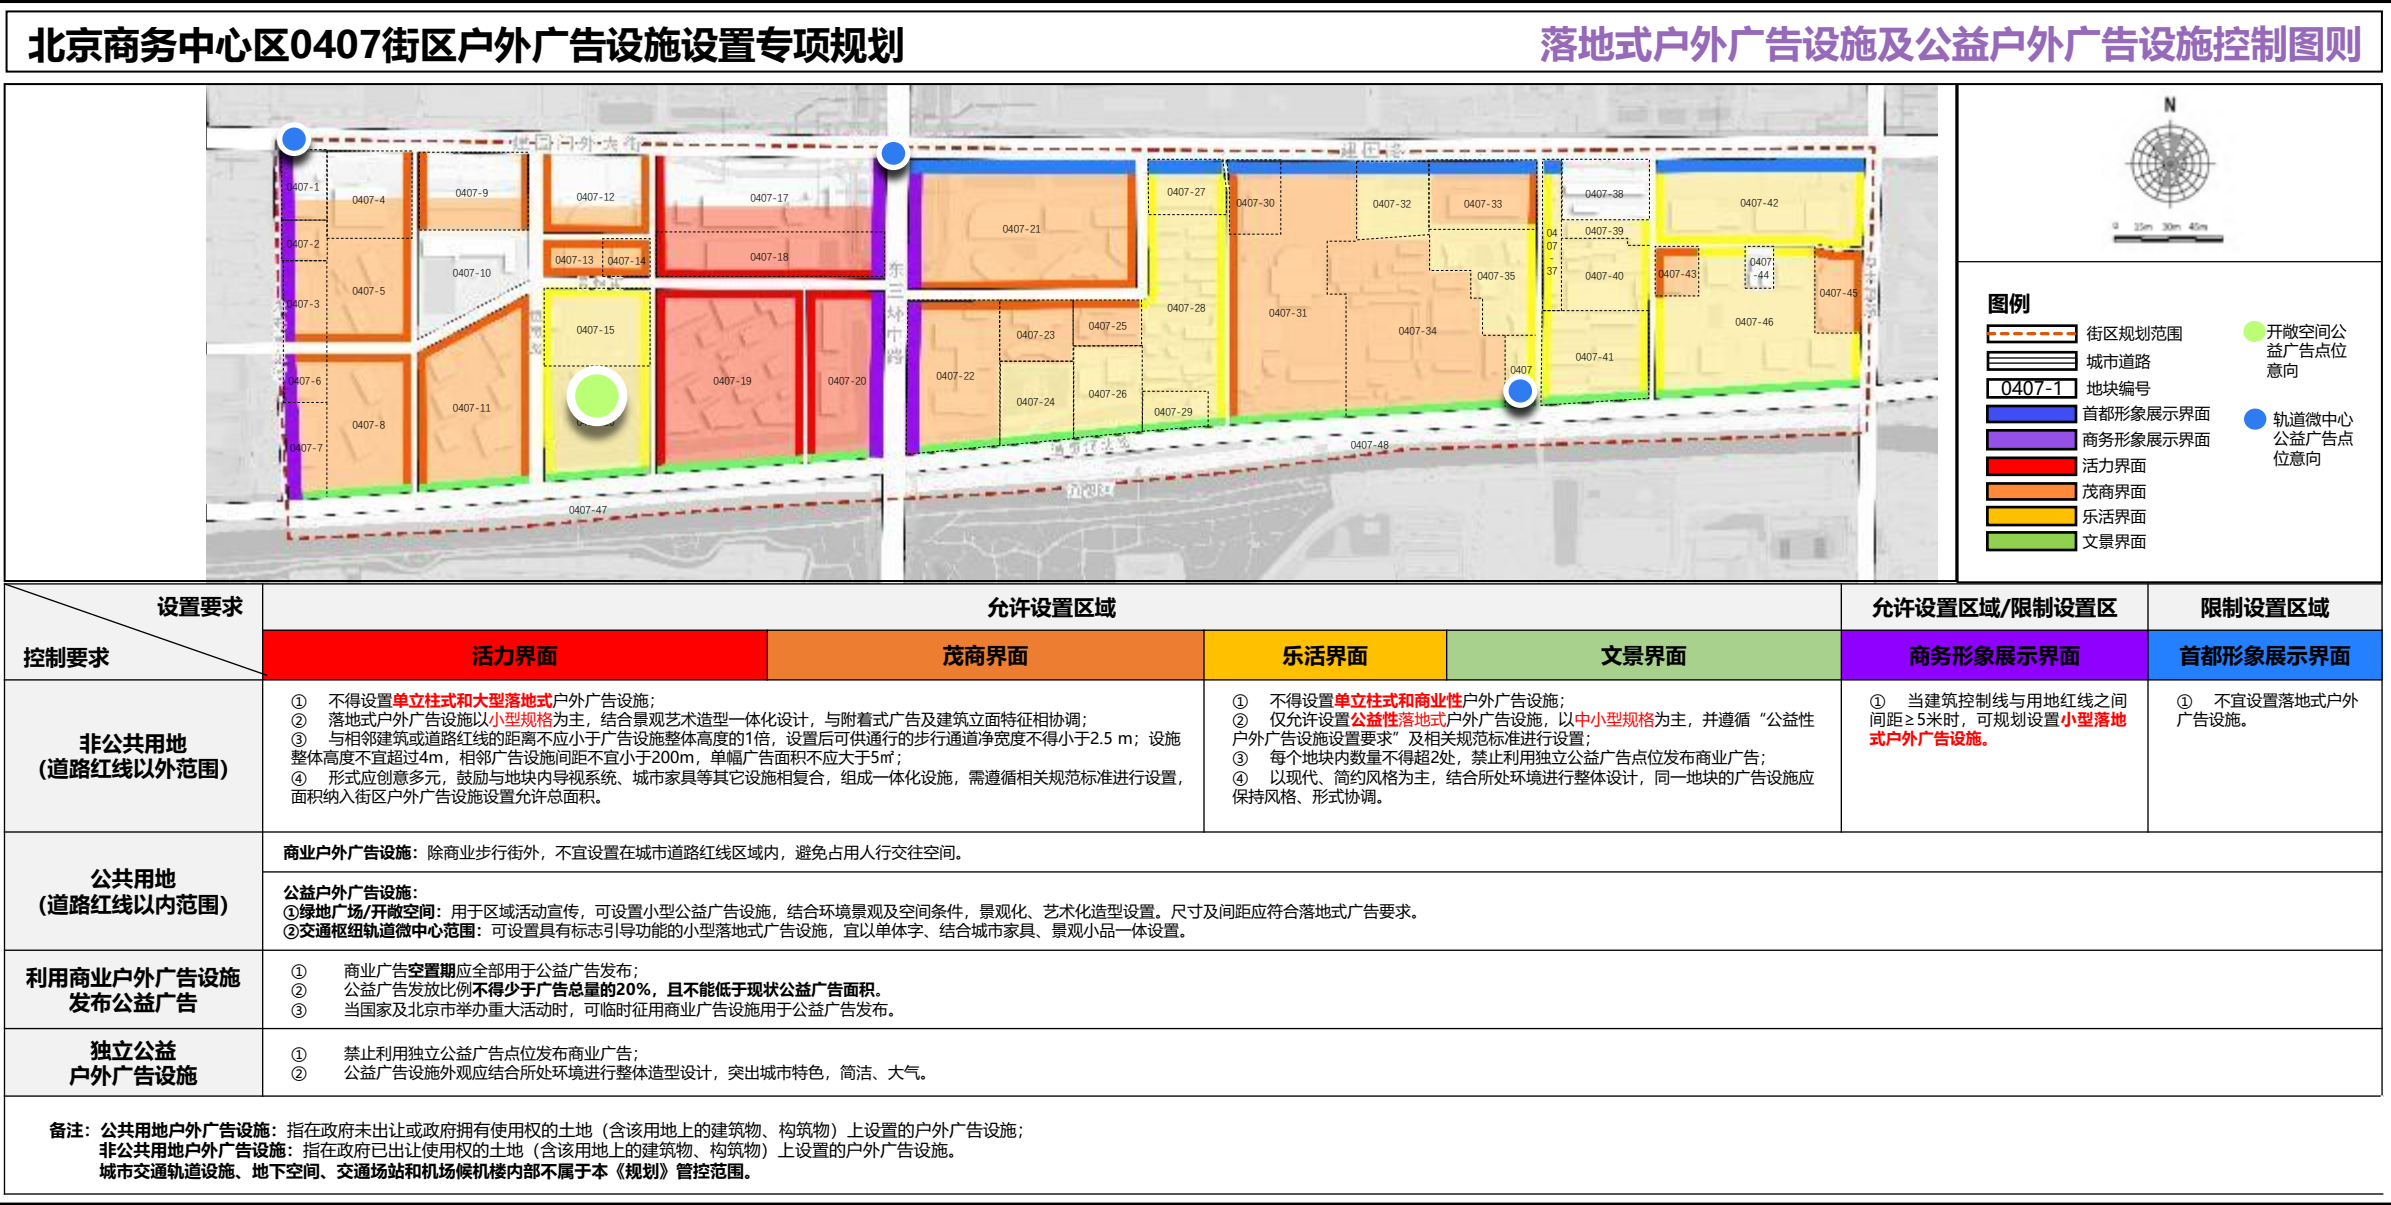 北京商务中心区0407街区户外广告设施设置专项规划
落地式户外广告设施及公益户外广告设施控制图则
建国门外大街
建国路
东三环中路
0407-1
0407-2
0407-3
0407-4
0407-5
0407-6
0407-7
0407-8
0407-9
0407-10
0407-11
0407-12
0407-13
0407-14
0407-15
0407-17
0407-18
0407-19
0407-20
0407-21
0407-22
0407-23
0407-24
0407-25
0407-26
0407-27
0407-28
0407-29
0407-30
0407-31
0407-32
0407-33
0407-34
0407-35
0407
04
07
-
37
0407-38
0407-39
0407-40
0407-41
0407-42
0407-43
0407
-44
0407-45
0407-46
0407-47
0407-48
N
0 15m 30m 45m
图例
街区规划范围
城市道路
0407-1 地块编号
首都形象展示界面
商务形象展示界面
活力界面
茂商界面
乐活界面
文景界面
开敞空间公
益广告点位
意向
轨道微中心
公益广告点
位意向
设置要求
控制要求
允许设置区域
允许设置区域/限制设置区
限制设置区域
活力界面
茂商界面
乐活界面
文景界面
商务形象展示界面
首都形象展示界面
非公共用地
(道路红线以外范围)
① 不得设置单立柱式和大型落地式户外广告设施；
② 落地式户外广告设施以小型规格为主，结合景观艺术造型一体化设计，与附着式广告及建筑立面特征相协调；
③ 与相邻建筑或道路红线的距离不应小于广告设施整体高度的1倍，设置后可供通行的步行通道净宽度不得小于2.5 m；设施
整体高度不宜超过4m，相邻广告设施间距不宜小于200m，单幅广告面积不应大于5㎡；
④ 形式应创意多元，鼓励与地块内导视系统、城市家具等其它设施相复合，组成一体化设施，需遵循相关规范标准进行设置，
面积纳入街区户外广告设施设置允许总面积。
① 不得设置单立柱式和商业性户外广告设施；
② 仅允许设置公益性落地式户外广告设施，以中小型规格为主，并遵循“公益性
户外广告设施设置要求”及相关规范标准进行设置；
③ 每个地块内数量不得超2处，禁止利用独立公益广告点位发布商业广告；
④ 以现代、简约风格为主，结合所处环境进行整体设计，同一地块的广告设施应
保持风格、形式协调。
① 当建筑控制线与用地红线之间
间距≥5米时，可规划设置小型落地
式户外广告设施。
① 不宜设置落地式户外
广告设施。
公共用地
(道路红线以内范围)
商业户外广告设施：除商业步行街外，不宜设置在城市道路红线区域内，避免占用人行交往空间。
公益户外广告设施：
①绿地广场/开敞空间：用于区域活动宣传，可设置小型公益广告设施，结合环境景观及空间条件，景观化、艺术化造型设置。尺寸及间距应符合落地式广告要求。
②交通枢纽轨道微中心范围：可设置具有标志引导功能的小型落地式广告设施，宜以单体字、结合城市家具、景观小品一体设置。
利用商业户外广告设施
发布公益广告
① 商业广告空置期应全部用于公益广告发布；
② 公益广告发放比例不得少于广告总量的20%，且不能低于现状公益广告面积。
③ 当国家及北京市举办重大活动时，可临时征用商业广告设施用于公益广告发布。
独立公益
户外广告设施
① 禁止利用独立公益广告点位发布商业广告；
② 公益广告设施外观应结合所处环境进行整体造型设计，突出城市特色，简洁、大气。
备注：公共用地户外广告设施：指在政府未出让或政府拥有使用权的土地（含该用地上的建筑物、构筑物）上设置的户外广告设施；
非公共用地户外广告设施：指在政府已出让使用权的土地（含该用地上的建筑物、构筑物）上设置的户外广告设施。
城市交通轨道设施、地下空间、交通场站和机场候机楼内部不属于本《规划》管控范围。